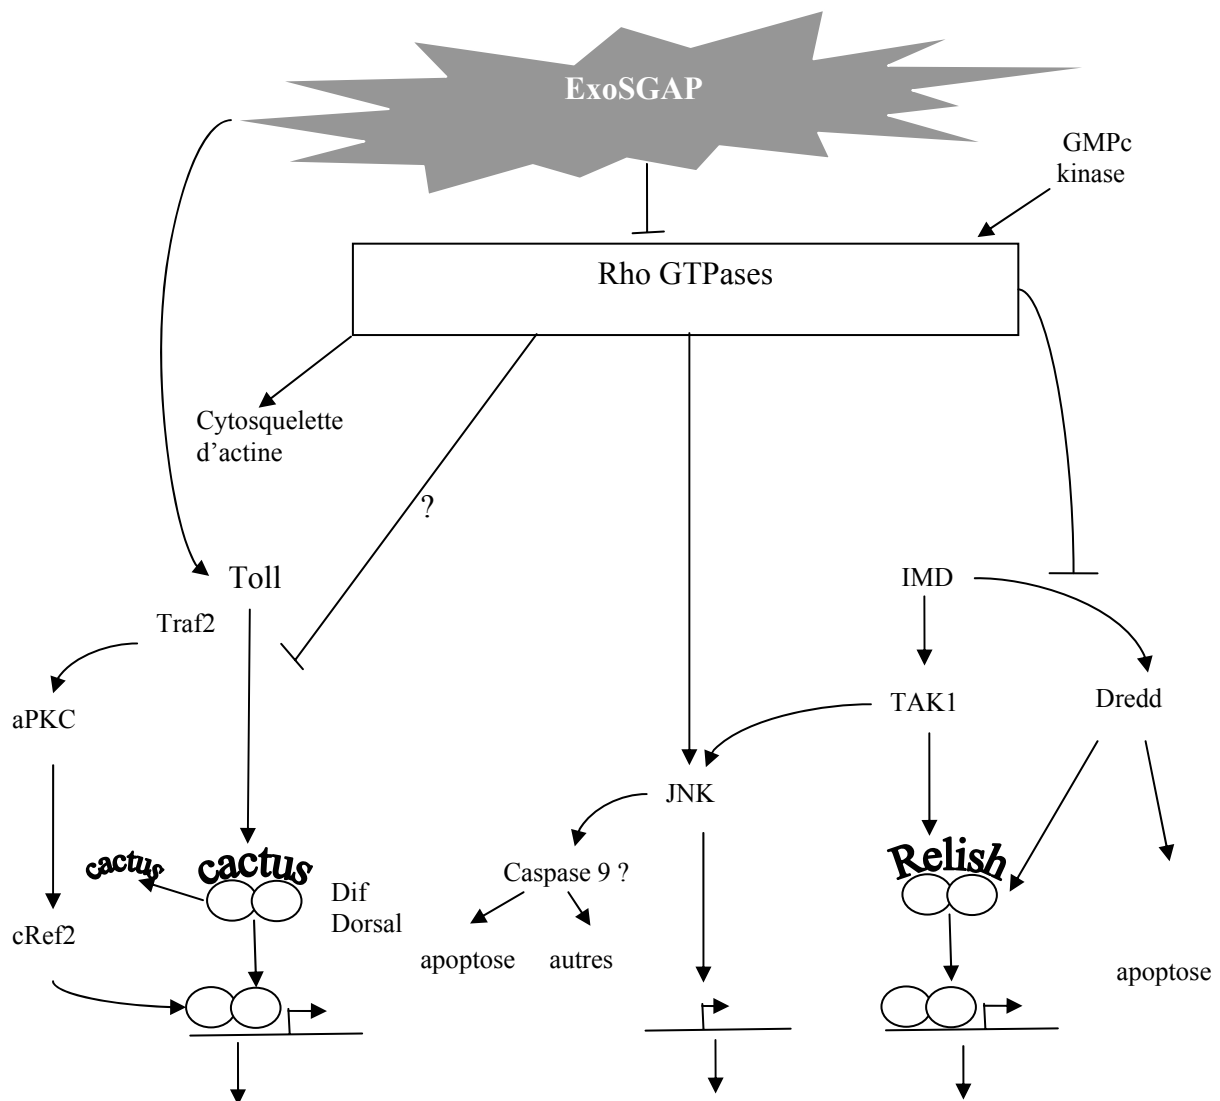 ExoSGAP
GMPc
kinase
Rho GTPases
Cytosquelette
d’actine
?
Toll
IMD
Traf2
aPKC
TAK1
Dredd
JNK
cactus
cactus
Relish
Caspase 9 ?
Dif
Dorsal
cRef2
apoptose
autres
apoptose